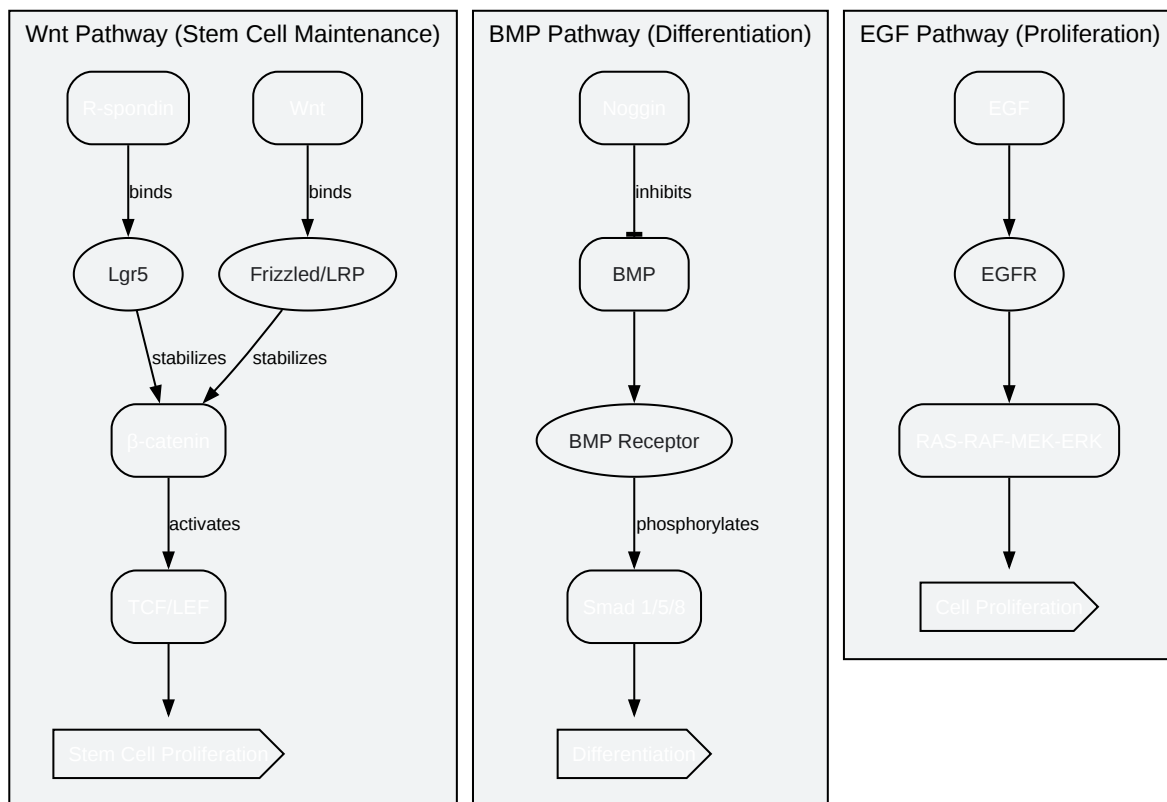 Wnt Pathway (Stem Cell Maintenance)
R-spondin
Wnt
binds
binds
Lgr5
Frizzled/LRP
stabilizes
stabilizes
β-catenin
activates
TCF/LEF
Stem Cell Proliferation
BMP Pathway (Differentiation)
Noggin
inhibits
BMP
BMP Receptor
phosphorylates
Smad 1/5/8
Differentiation
EGF Pathway (Proliferation)
EGF
EGFR
RAS-RAF-MEK-ERK
Cell Proliferation